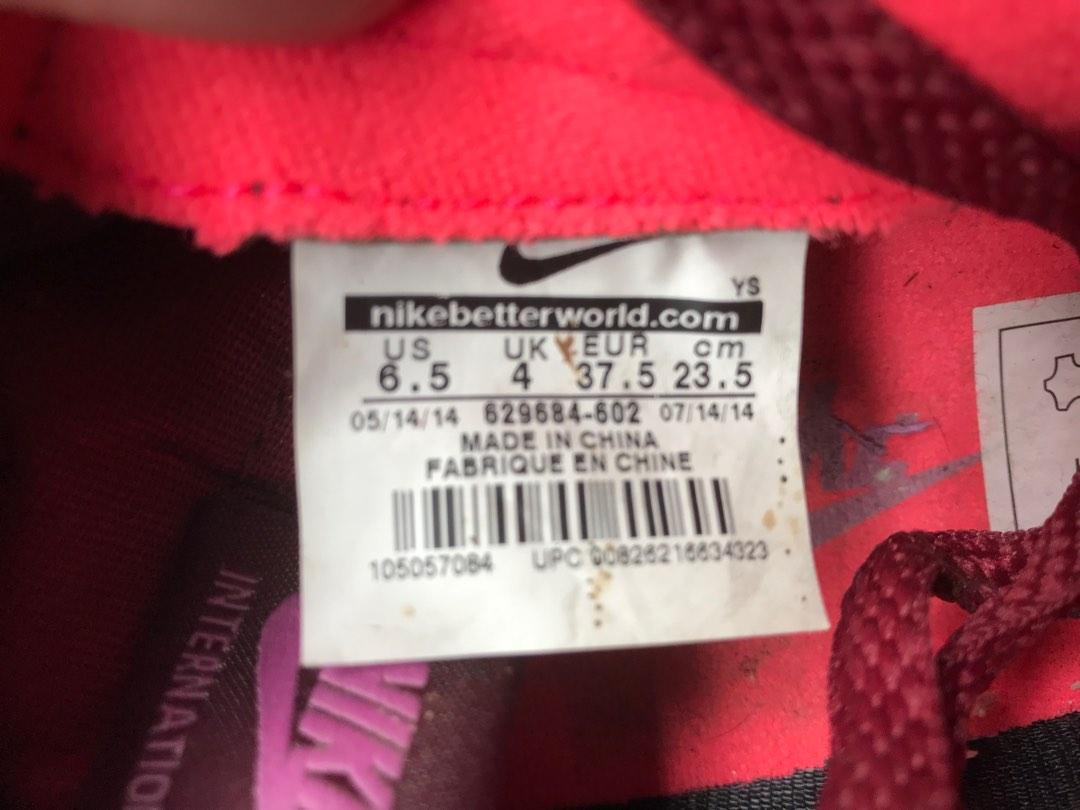 YS
nikebetterworld.com
US UK EUR cm
6.5 4 37.5 23.5
05/14/14 629684-602 07/14/14
MADE IN CHINA
FABRIQUE EN CHINE
105057084 UPC 00826216634323
INTERNATIO
NIK